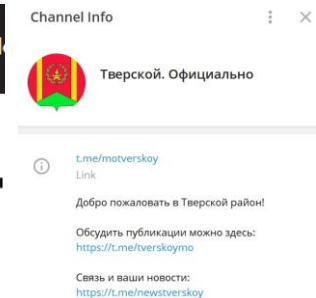 Channel Info
Тверской. Официально
t.me/motverskoy
Link
Добро пожаловать в Тверской район!
Обсудить публикации можно здесь:
https://t.me/tverskoymo
Связь и ваши новости:
https://t.me/newstverskoy